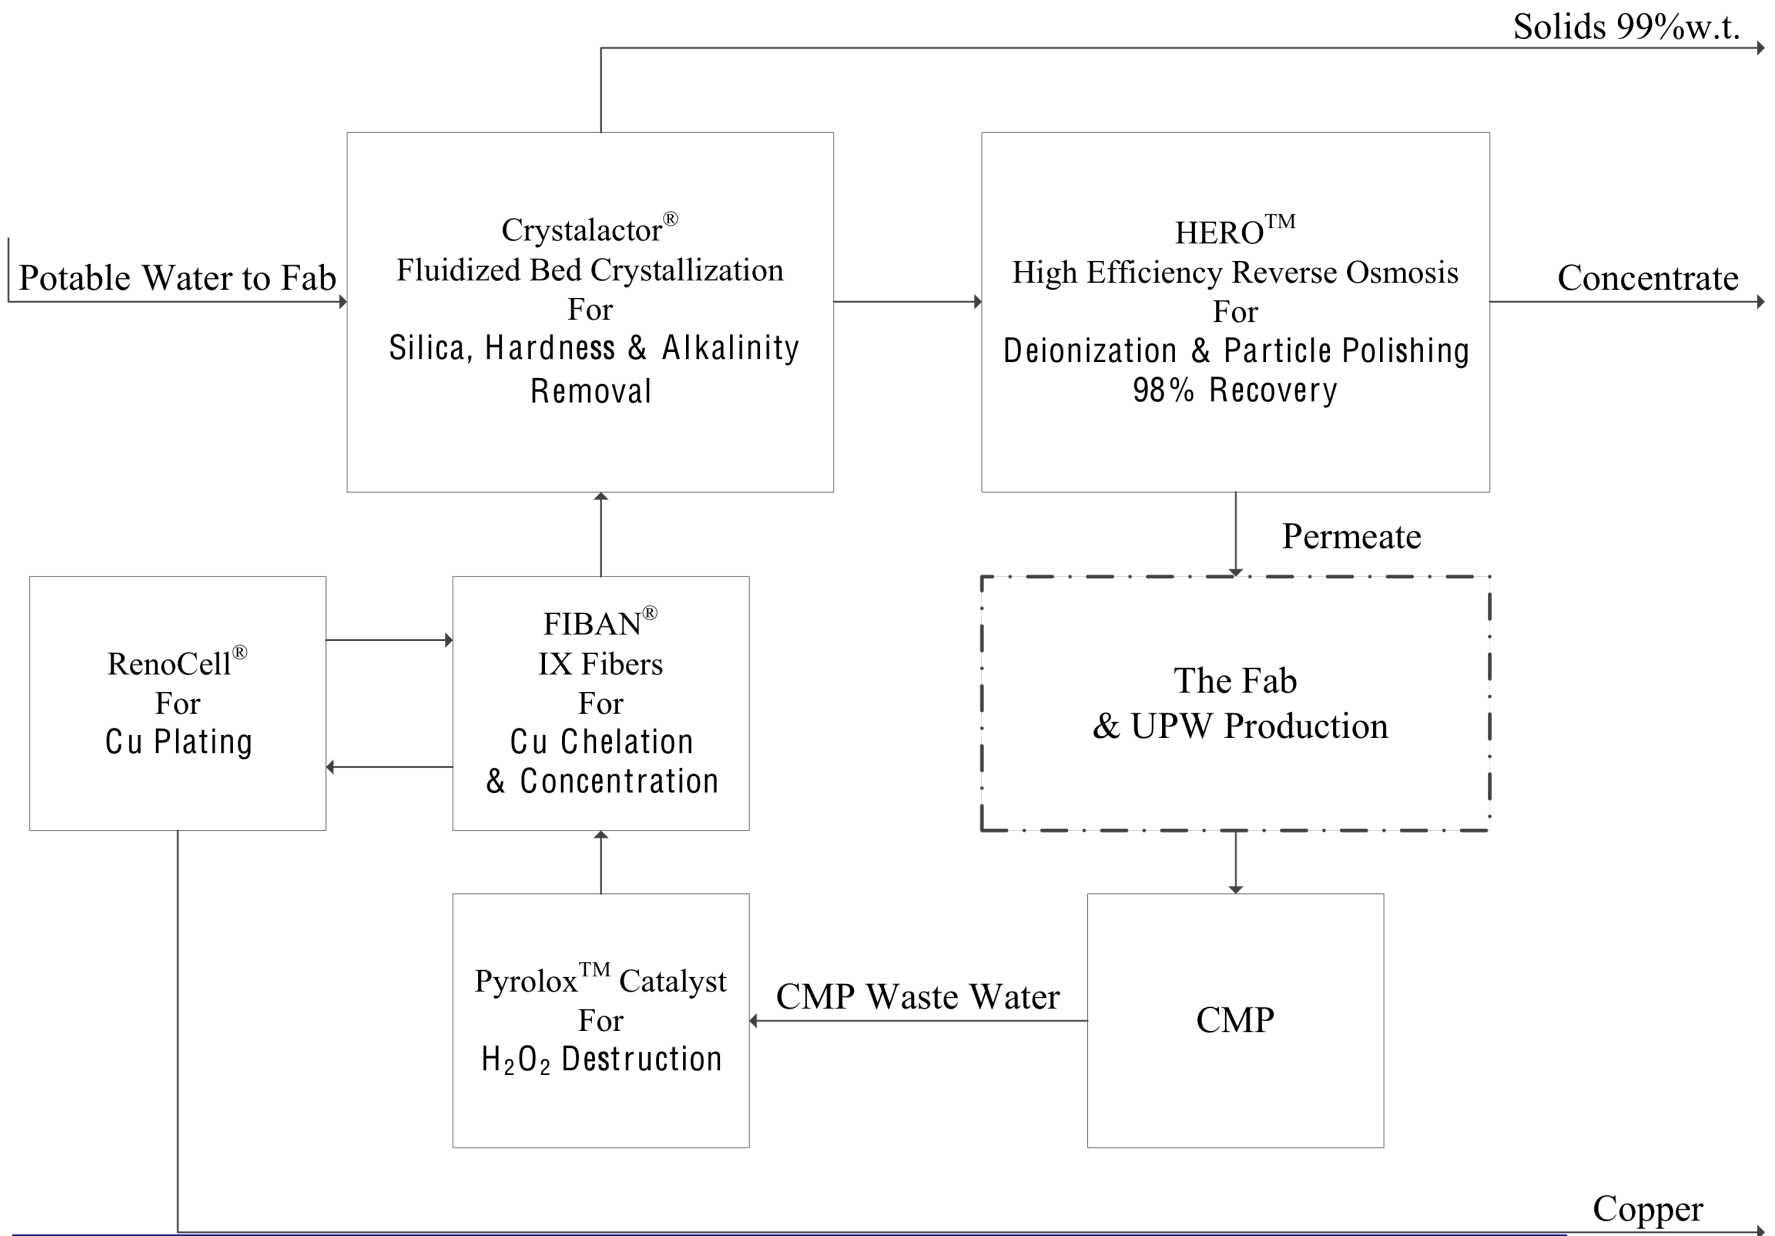 Solids 99%w.t.
Potable Water to Fab
Crystalactor®
Fluidized Bed Crystallization
For
Silica, Hardness & Alkalinity
Removal
HERO™
High Efficiency Reverse Osmosis
For
Deionization & Particle Polishing
98% Recovery
Concentrate
Permeate
RenoCell®
For
Cu Plating
FIBAN®
IX Fibers
For
Cu Chelation
& Concentration
The Fab
& UPW Production
Pyrolox™ Catalyst
For
H₂O₂ Destruction
CMP Waste Water
CMP
Copper